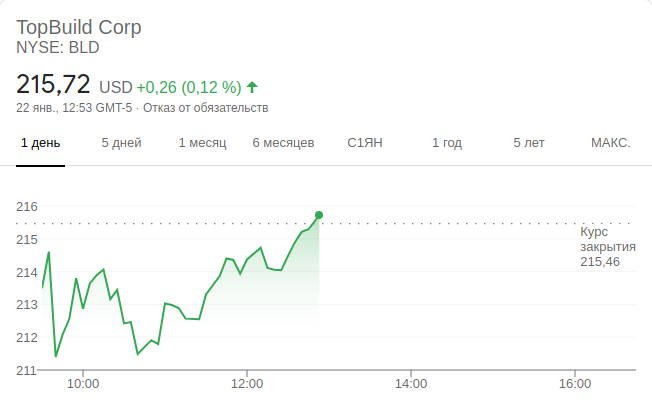 TopBuild Corp
NYSE: BLD
215,72 USD +0,26 (0,12 %)
22 янв., 12:53 GMT-5 · Отказ от обязательств
1 день 5 дней 1 месяц 6 месяцев С1ЯН 1 год 5 лет МАКС.
216
215
214
213
212
211
Курс
закрытия
215,46
10:00 12:00 14:00 16:00